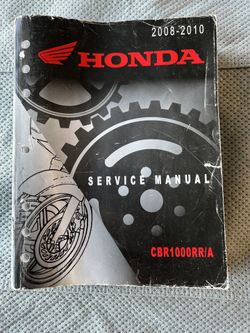 2008-2010
HONDA
SERVICE MANUAL
CBR1000RR/A